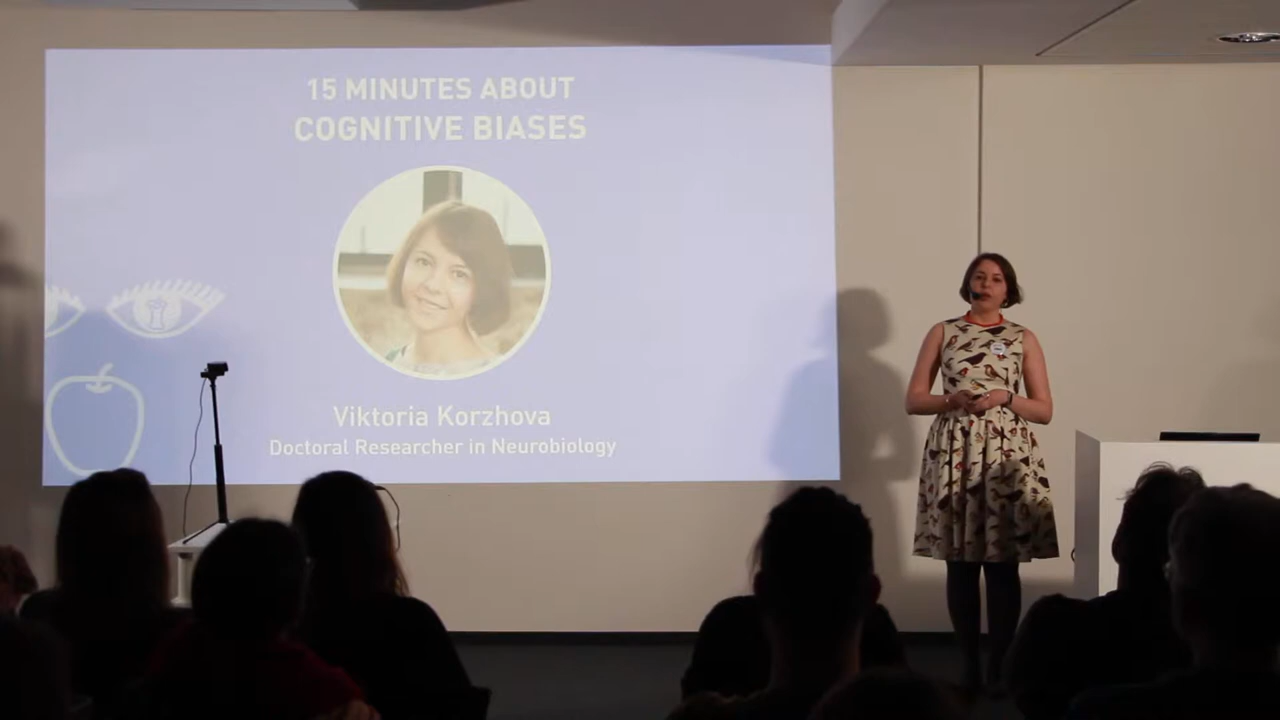 15 MINUTES ABOUT
COGNITIVE BIASES
Viktoria Korzhova
Doctoral Researcher in Neurobiology